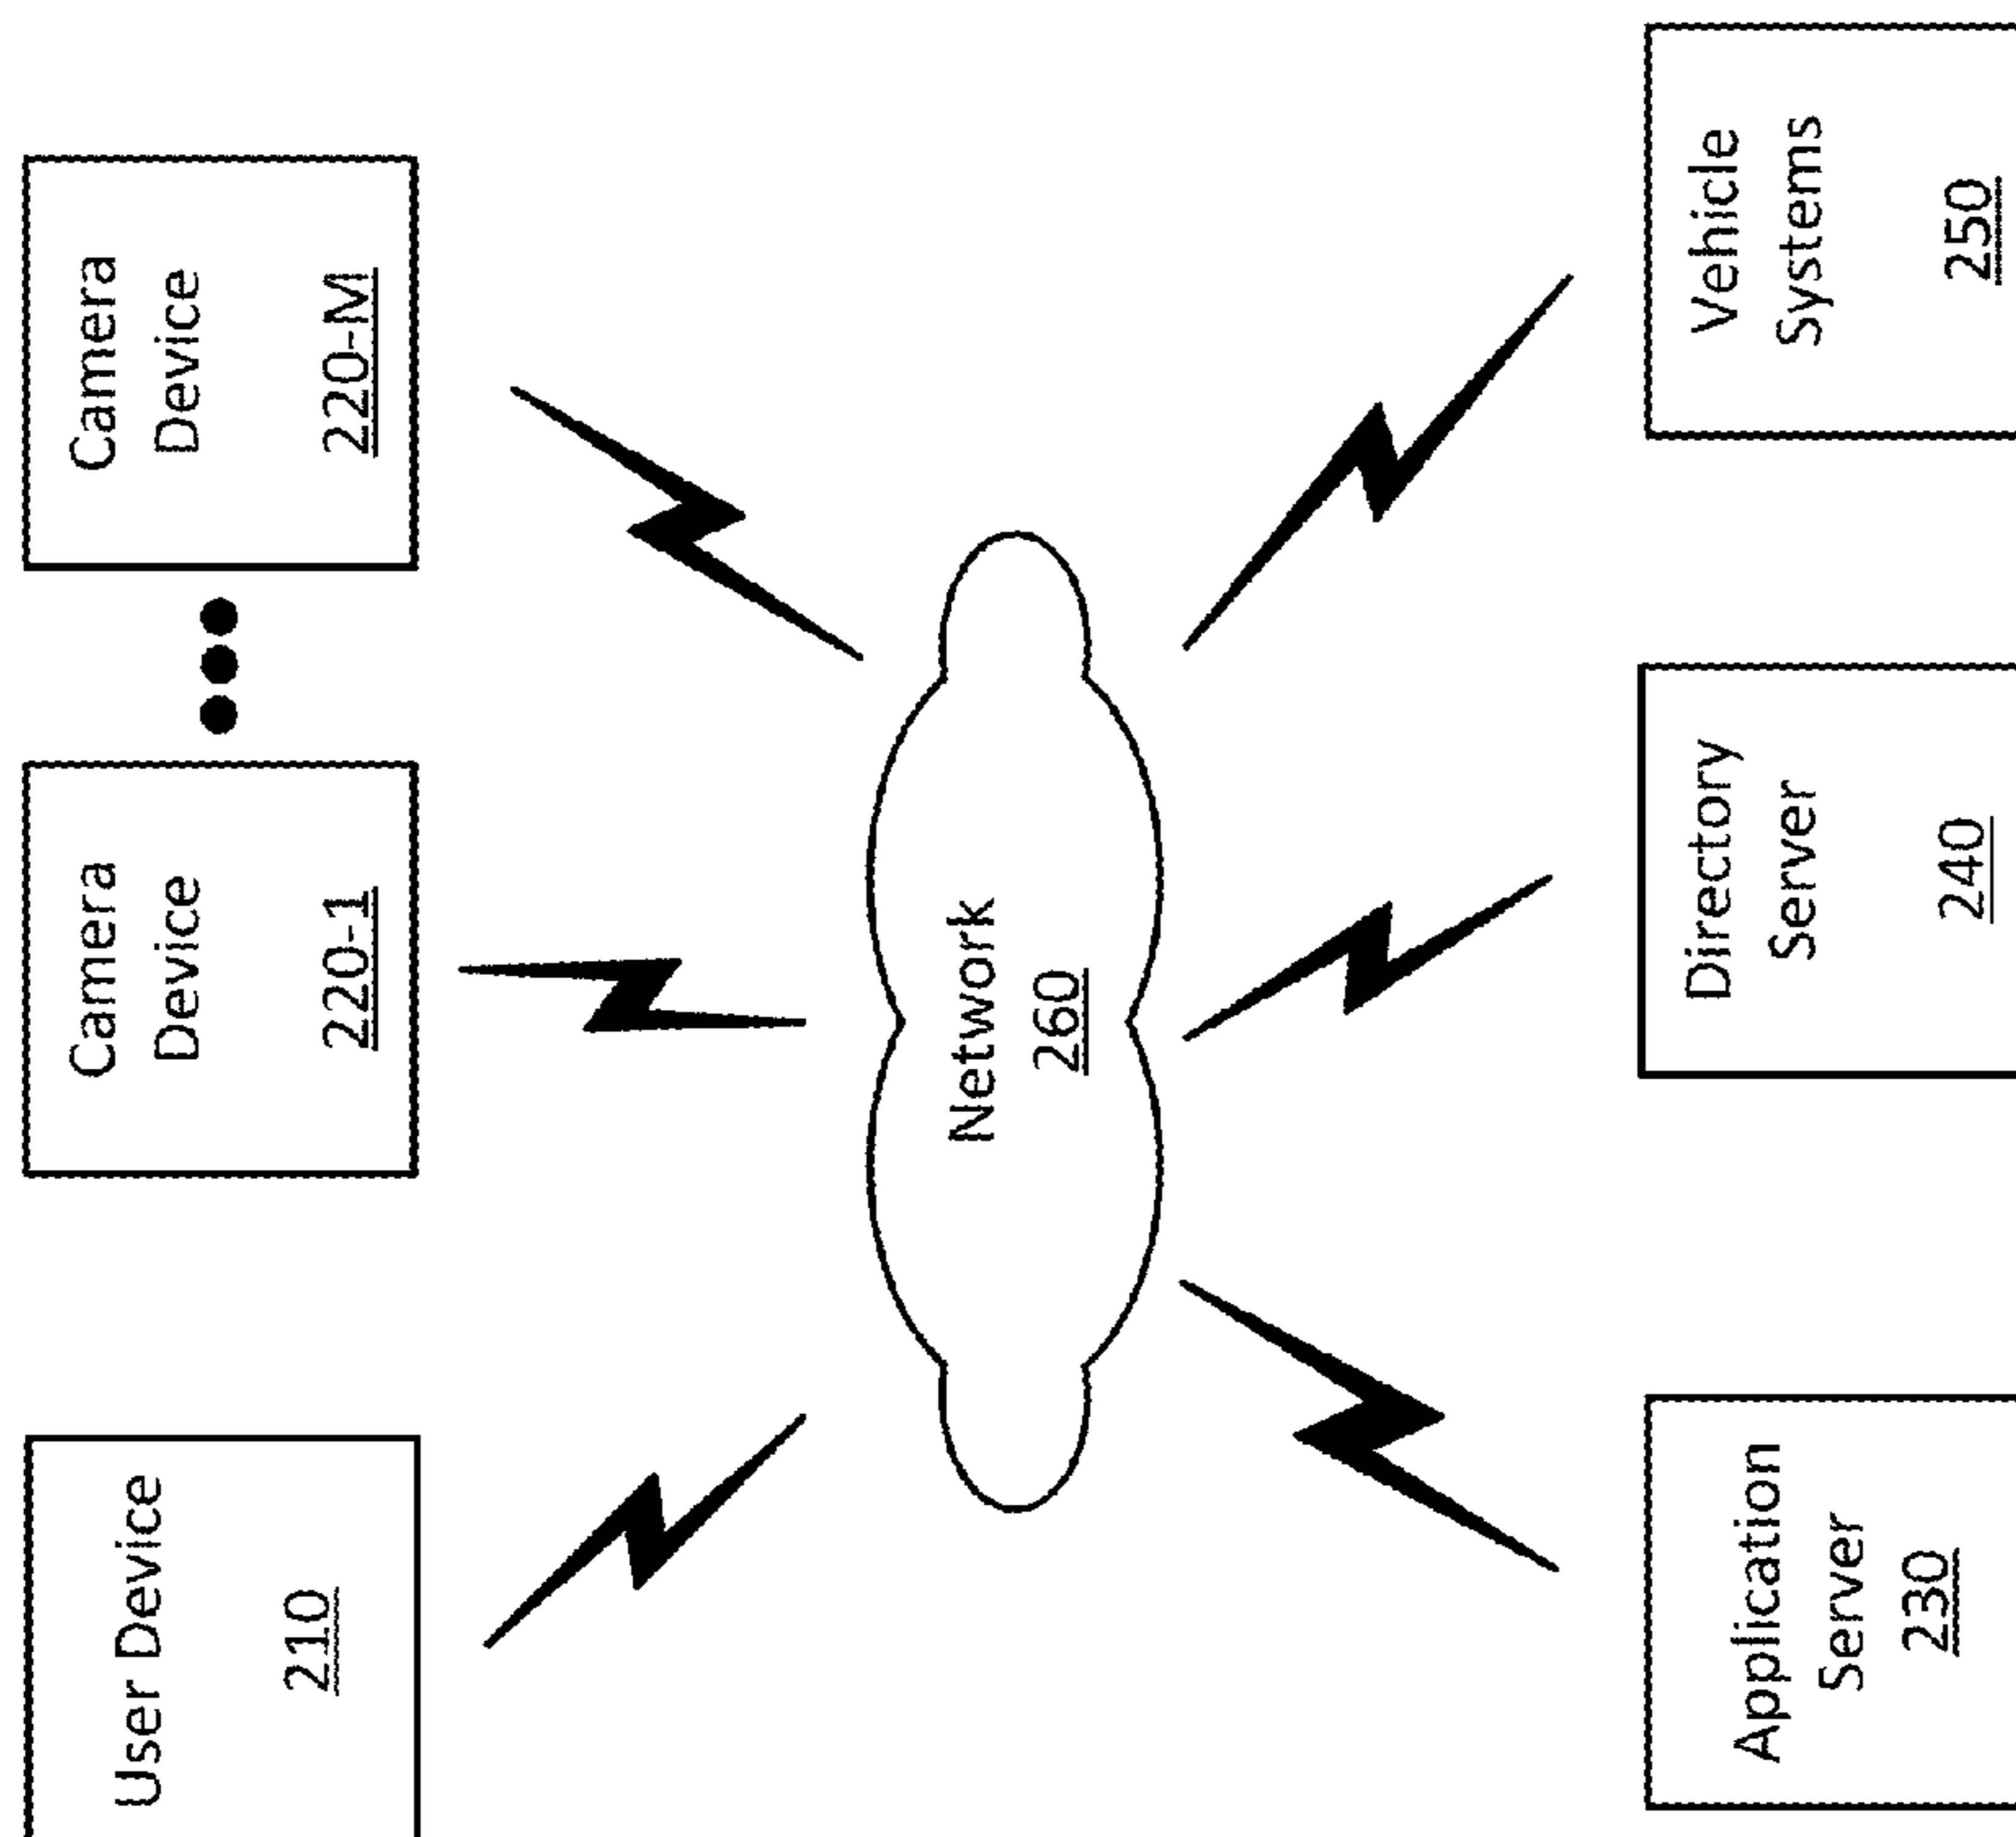 User Device
210
Camera
Device
220-1
Camera
Device
220-M
Network
260
Application
Server
230
Directory
Server
240
Vehicle
Systems
250